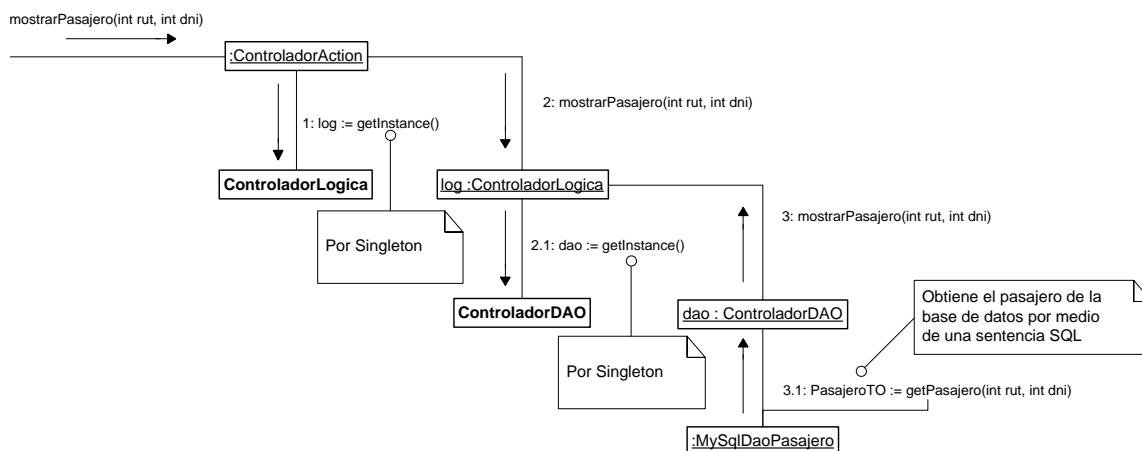 mostrarPasajero(int rut, int dni)
:ControladorAction
2: mostrarPasajero(int rut, int dni)
1: log := getInstance()
ControladorLogica
log :ControladorLogica
3: mostrarPasajero(int rut, int dni)
Por Singleton
2.1: dao := getInstance()
ControladorDAO
dao : ControladorDAO
Obtiene el pasajero de la
base de datos por medio
de una sentencia SQL
Por Singleton
3.1: PasajeroTO := getPasajero(int rut, int dni)
:MySqlDaoPasajero